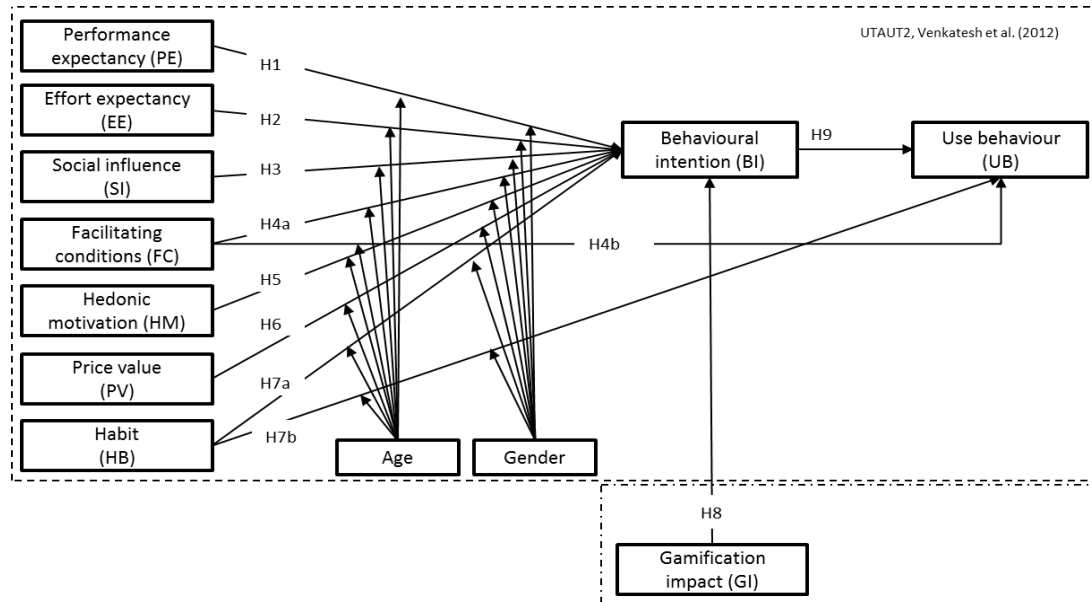 UTAUT2, Venkatesh et al. (2012)
Performance
expectancy (PE)
H1
Effort expectancy
(EE)
H2
Social influence
(SI)
H3
Facilitating
conditions (FC)
H4a
Hedonic
motivation (HM)
H5
Price value
(PV)
H6
Habit
(HB)
H7a
H7b
Age
Gender
Behavioural
intention (BI)
H9
Use behaviour
(UB)
H4b
H8
Gamification
impact (GI)